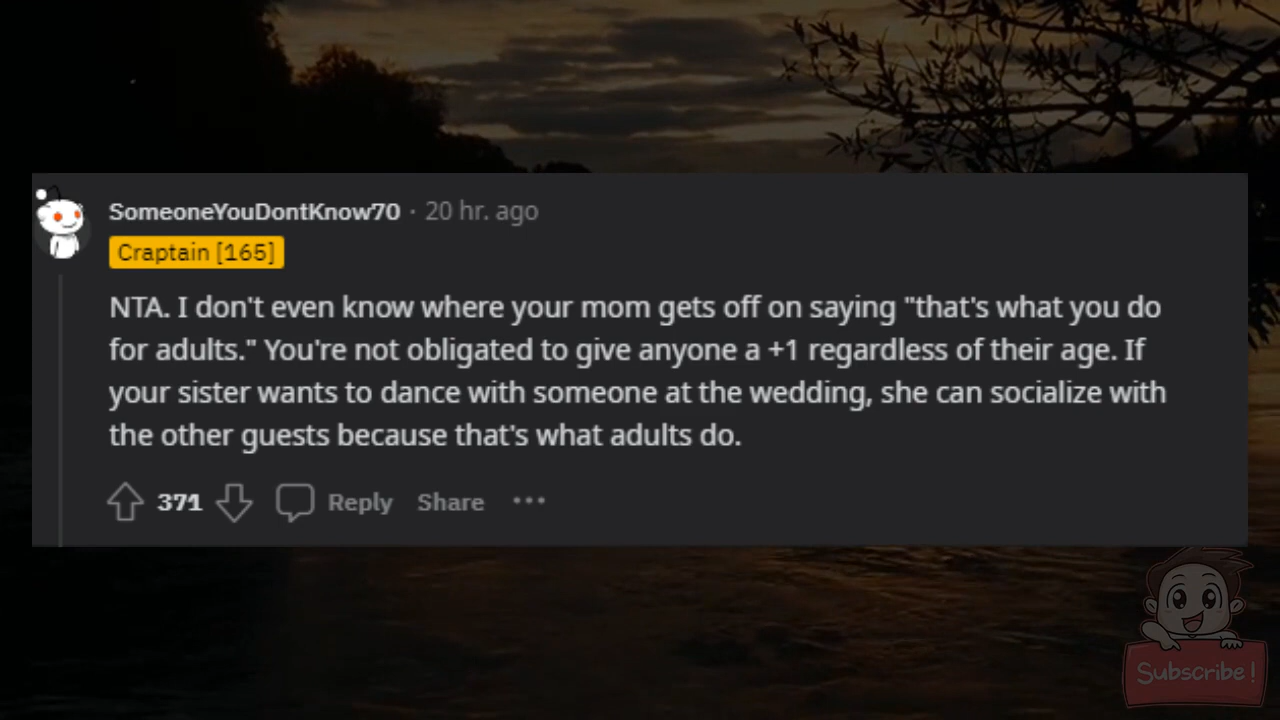 SomeoneYouDontKnow70 · 20 hr. ago
Craptain [165]
NTA. I don't even know where your mom gets off on saying "that's what you do
for adults." You're not obligated to give anyone a +1 regardless of their age. If
your sister wants to dance with someone at the wedding, she can socialize with
the other guests because that's what adults do.
371 Reply Share ···
Subscribe!